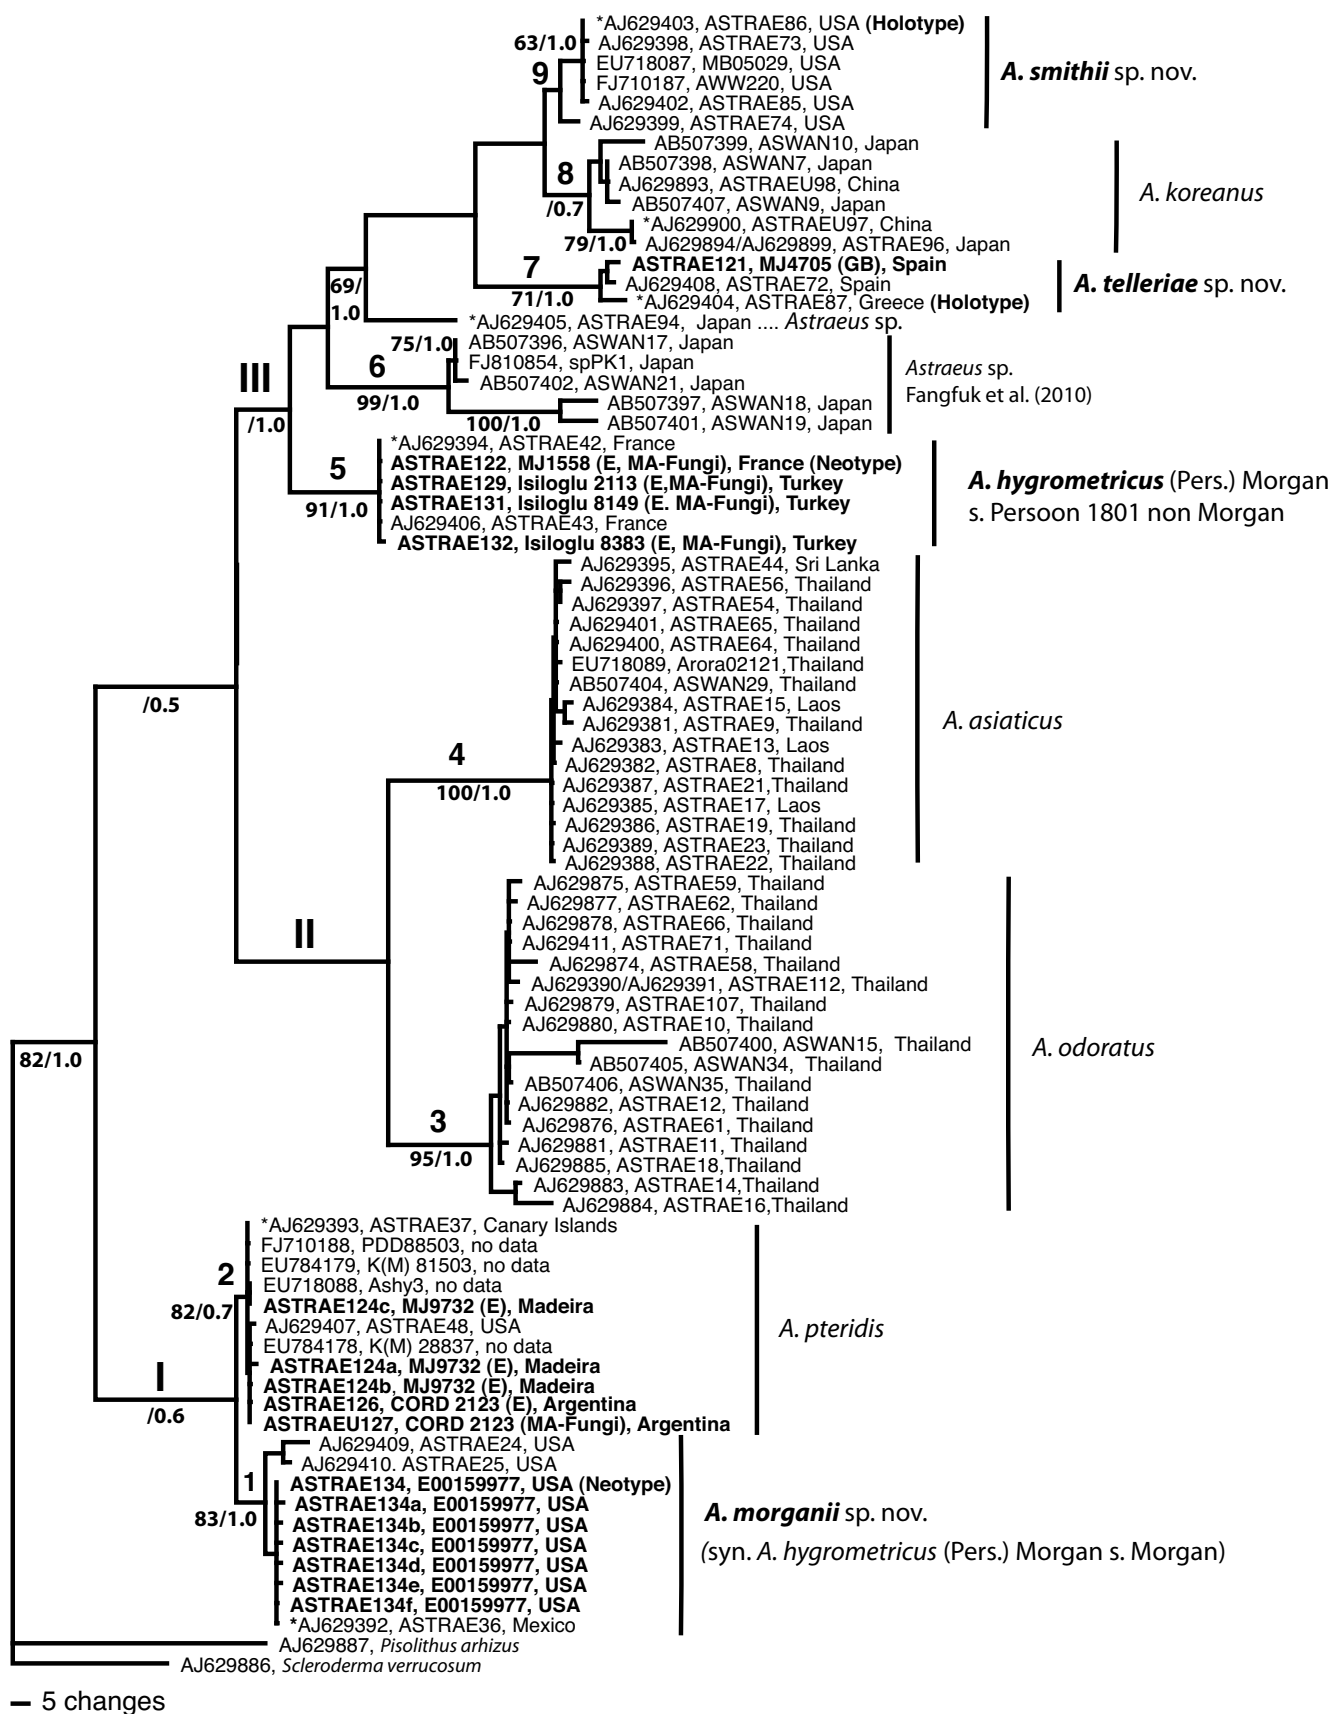 *AJ629403, ASTRAE86, USA (Holotype)
63/1.0
AJ629398, ASTRAE73, USA
EU718087, MB05029, USA
9
A. smithii sp. nov.
FJ710187, AWW220, USA
AJ629402, ASTRAE85, USA
AJ629399, ASTRAE74, USA
AB507399, ASWAN10, Japan
AB507398, ASWAN7, Japan
8
AJ629893, ASTRAEU98, China
A. koreanus
/0.7
AB507407, ASWAN9, Japan
*AJ629900, ASTRAEU97, China
79/1.0
AJ629894/AJ629899, ASTRAE96, Japan
7
ASTRAE121, MJ4705 (GB), Spain
AJ629408, ASTRAE72, Spain
A. telleriae sp. nov.
71/1.0
*AJ629404, ASTRAE87, Greece (Holotype)
69/
1.0
*AJ629405, ASTRAE94, Japan .... Astraeus sp.
75/1.0
AB507396, ASWAN17, Japan
6
FJ810854, spPK1, Japan
Astraeus sp.
III
AB507402, ASWAN21, Japan
Fangfuk et al. (2010)
99/1.0
AB507397, ASWAN18, Japan
/1.0
100/1.0
AB507401, ASWAN19, Japan
*AJ629394, ASTRAE42, France
5
ASTRAE122, MJ1558 (E, MA-Fungi), France (Neotype)
ASTRAE129, Isiloglu 2113 (E,MA-Fungi), Turkey
A. hygrometricus (Pers.) Morgan
91/1.0
ASTRAE131, Isiloglu 8149 (E. MA-Fungi), Turkey
s. Persoon 1801 non Morgan
AJ629406, ASTRAE43, France
ASTRAE132, Isiloglu 8383 (E, MA-Fungi), Turkey
AJ629395, ASTRAE44, Sri Lanka
AJ629396, ASTRAE56, Thailand
AJ629397, ASTRAE54, Thailand
AJ629401, ASTRAE65, Thailand
AJ629400, ASTRAE64, Thailand
EU718089, Arora02121,Thailand
AB507404, ASWAN29, Thailand
/0.5
AJ629384, ASTRAE15, Laos
AJ629381, ASTRAE9, Thailand
A. asiaticus
AJ629383, ASTRAE13, Laos
4
AJ629382, ASTRAE8, Thailand
AJ629387, ASTRAE21,Thailand
100/1.0
AJ629385, ASTRAE17, Laos
AJ629386, ASTRAE19, Thailand
AJ629389, ASTRAE23, Thailand
AJ629388, ASTRAE22, Thailand
AJ629875, ASTRAE59, Thailand
AJ629877, ASTRAE62, Thailand
AJ629878, ASTRAE66, Thailand
II
AJ629411, ASTRAE71, Thailand
AJ629874, ASTRAE58, Thailand
AJ629390/AJ629391, ASTRAE112, Thailand
AJ629879, ASTRAE107, Thailand
AJ629880, ASTRAE10, Thailand
AB507400, ASWAN15, Thailand
A. odoratus
82/1.0
AB507405, ASWAN34, Thailand
AB507406, ASWAN35, Thailand
AJ629882, ASTRAE12, Thailand
3
AJ629876, ASTRAE61, Thailand
AJ629881, ASTRAE11, Thailand
95/1.0
AJ629885, ASTRAE18,Thailand
AJ629883, ASTRAE14,Thailand
AJ629884, ASTRAE16,Thailand
*AJ629393, ASTRAE37, Canary Islands
FJ710188, PDD88503, no data
2
EU784179, K(M) 81503, no data
EU718088, Ashy3, no data
82/0.7
ASTRAE124c, MJ9732 (E), Madeira
AJ629407, ASTRAE48, USA
A. pteridis
EU784178, K(M) 28837, no data
I
ASTRAE124a, MJ9732 (E), Madeira
ASTRAE124b, MJ9732 (E), Madeira
/0.6
ASTRAE126, CORD 2123 (E), Argentina
ASTRAEU127, CORD 2123 (MA-Fungi), Argentina
AJ629409, ASTRAE24, USA
AJ629410. ASTRAE25, USA
1
ASTRAE134, E00159977, USA (Neotype)
ASTRAE134a, E00159977, USA
A. morganii sp. nov.
83/1.0
ASTRAE134b, E00159977, USA
ASTRAE134c, E00159977, USA
(syn. A. hygrometricus (Pers.) Morgan s. Morgan)
ASTRAE134d, E00159977, USA
ASTRAE134e, E00159977, USA
ASTRAE134f, E00159977, USA
*AJ629392, ASTRAE36, Mexico
AJ629887, Pisolithus arhizus
AJ629886, Scleroderma verrucosum
5 changes